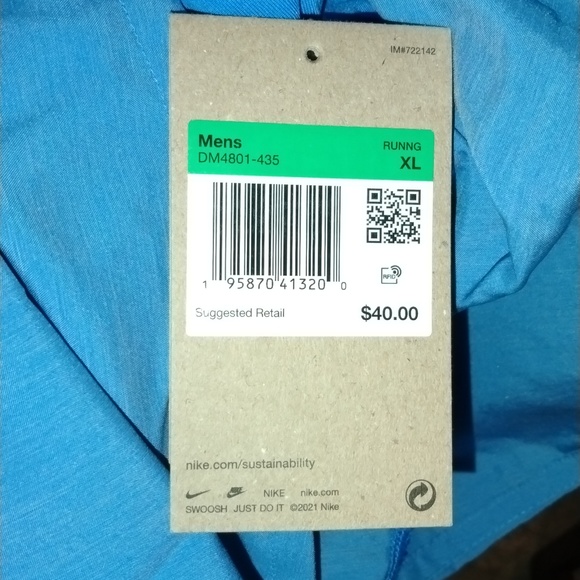 IM#722142
Mens RUNNG
DM4801-435 XL
1 95870 41320 0
RFID
Suggested Retail $40.00
nike.com/sustainability
NIKE nike.com
SWOOSH JUST DO IT ©2021 Nike